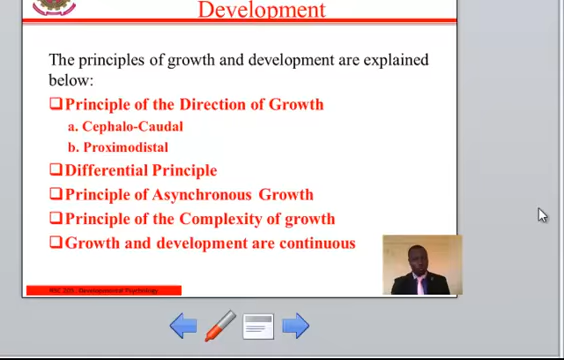 Development
The principles of growth and development are explained
below:
Principle of the Direction of Growth
a. Cephalo-Caudal
b. Proximodistal
Differential Principle
Principle of Asynchronous Growth
Principle of the Complexity of growth
Growth and development are continuous
Developmental Psychology